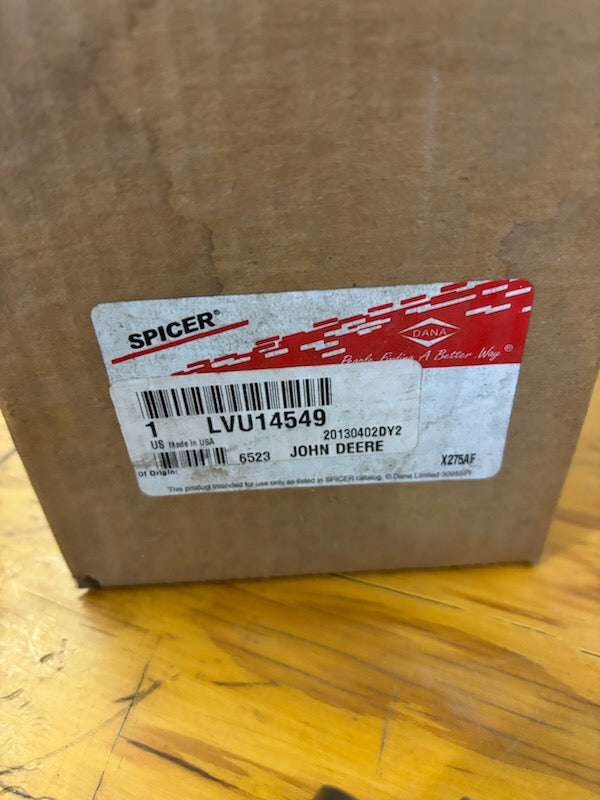 SPICER®
DANA
People Finding A Better Way®
1 LVU14549
20130402DY2
US Made In USA
6523 JOHN DEERE
X275AF
Of Origin:
This product intended for use only as listed in SPICER catalog. © Dana Limited